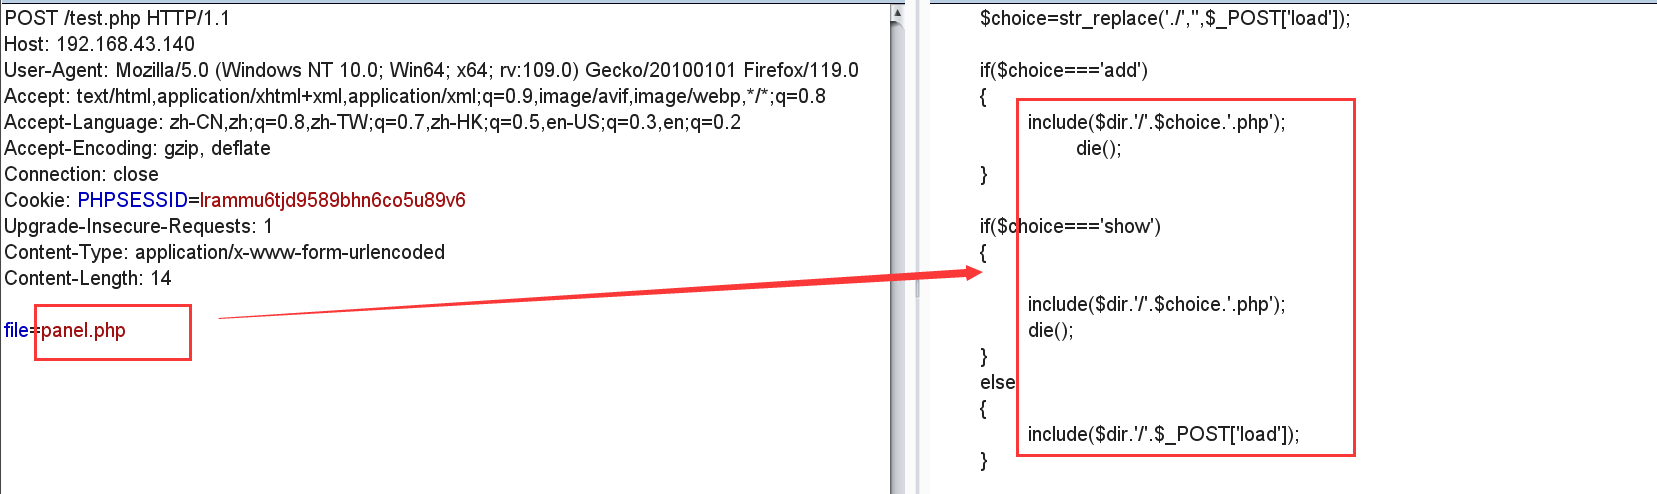 POST /test.php HTTP/1.1
Host: 192.168.43.140
User-Agent: Mozilla/5.0 (Windows NT 10.0; Win64; x64; rv:109.0) Gecko/20100101 Firefox/119.0
Accept: text/html,application/xhtml+xml,application/xml;q=0.9,image/avif,image/webp,*/*;q=0.8
Accept-Language: zh-CN,zh;q=0.8,zh-TW;q=0.7,zh-HK;q=0.5,en-US;q=0.3,en;q=0.2
Accept-Encoding: gzip, deflate
Connection: close
Cookie: PHPSESSID=lrammu6tjd9589bhn6co5u89v6
Upgrade-Insecure-Requests: 1
Content-Type: application/x-www-form-urlencoded
Content-Length: 14
file=panel.php
$choice=str_replace('./','',$_POST['load']);
if($choice==='add')
{
include($dir.'/'.$choice.'.php');
die();
}
if($choice==='show')
{
include($dir.'/'.$choice.'.php');
die();
}
else
{
include($dir.'/'.$_POST['load']);
}